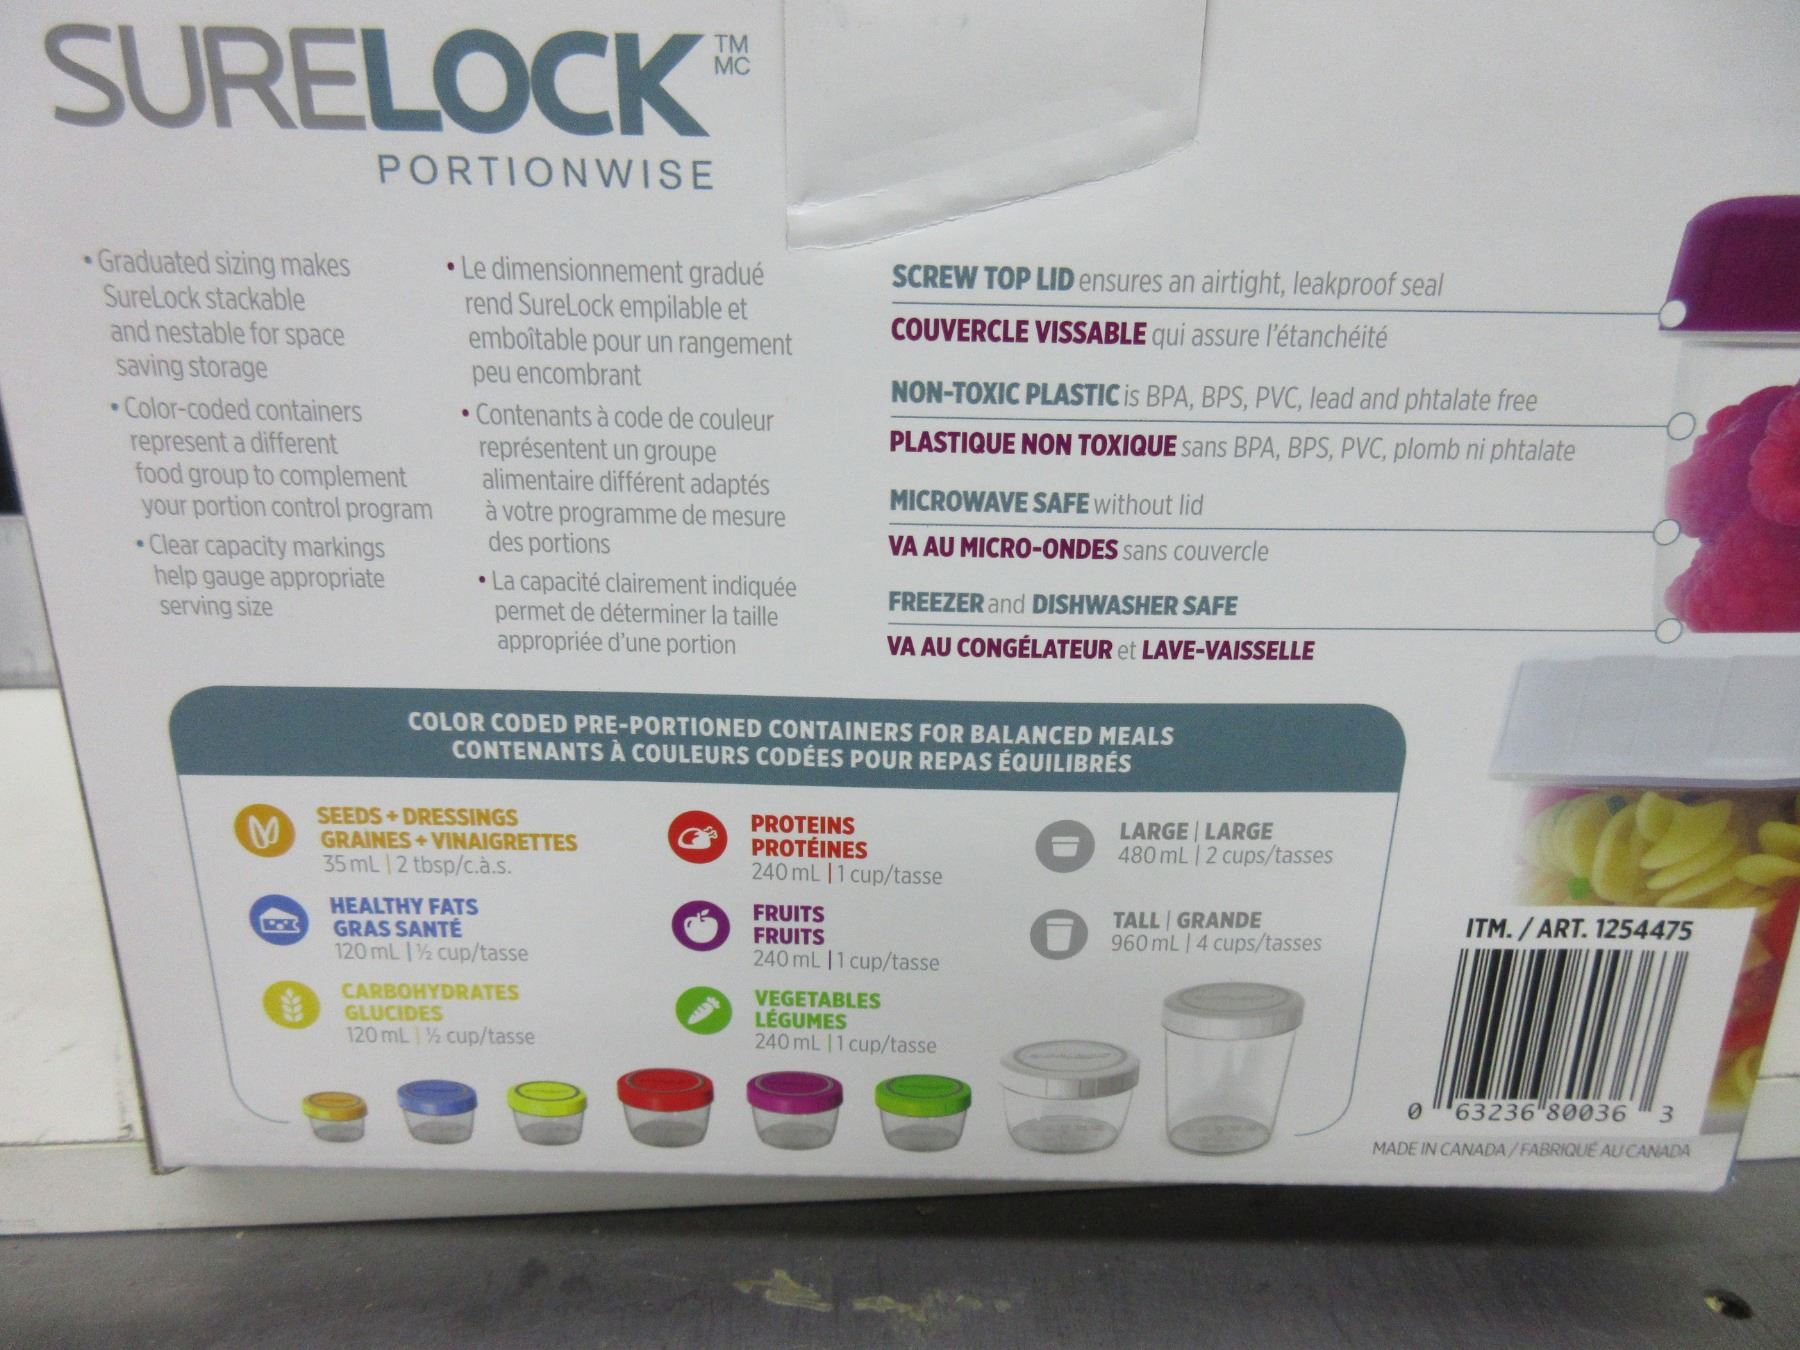 SURELOCK™ MC
PORTIONWISE
• Graduated sizing makes
SureLock stackable
and nestable for space
saving storage
• Color-coded containers
represent a different
food group to complement
your portion control program
• Clear capacity markings
help gauge appropriate
serving size
• Le dimensionnement gradué
rend SureLock empilable et
emboîtable pour un rangement
peu encombrant
• Contenants à code de couleur
représentent un groupe
alimentaire différent adaptés
à votre programme de mesure
des portions
• La capacité clairement indiquée
permet de déterminer la taille
appropriée d'une portion
SCREW TOP LID ensures an airtight, leakproof seal
COUVERCLE VISSABLE qui assure l'étanchéité
NON-TOXIC PLASTIC is BPA, BPS, PVC, lead and phtalate free
PLASTIQUE NON TOXIQUE sans BPA, BPS, PVC, plomb ni phtalate
MICROWAVE SAFE without lid
VA AU MICRO-ONDES sans couvercle
FREEZER and DISHWASHER SAFE
VA AU CONGÉLATEUR et LAVE-VAISSELLE
COLOR CODED PRE-PORTIONED CONTAINERS FOR BALANCED MEALS
CONTENANTS À COULEURS CODÉES POUR REPAS ÉQUILIBRÉS
SEEDS + DRESSINGS
GRAINES + VINAIGRETTES
35 mL | 2 tbsp/c.à.s.
HEALTHY FATS
GRAS SANTÉ
120 mL | ½ cup/tasse
CARBOHYDRATES
GLUCIDES
120 mL | ½ cup/tasse
PROTEINS
PROTÉINES
240 mL | 1 cup/tasse
FRUITS
FRUITS
240 mL | 1 cup/tasse
VEGETABLES
LÉGUMES
240 mL | 1 cup/tasse
LARGE | LARGE
480 mL | 2 cups/tasses
TALL | GRANDE
960 mL | 4 cups/tasses
ITM. / ART. 1254475
0 63236 80036 3
MADE IN CANADA / FABRIQUÉ AU CANADA